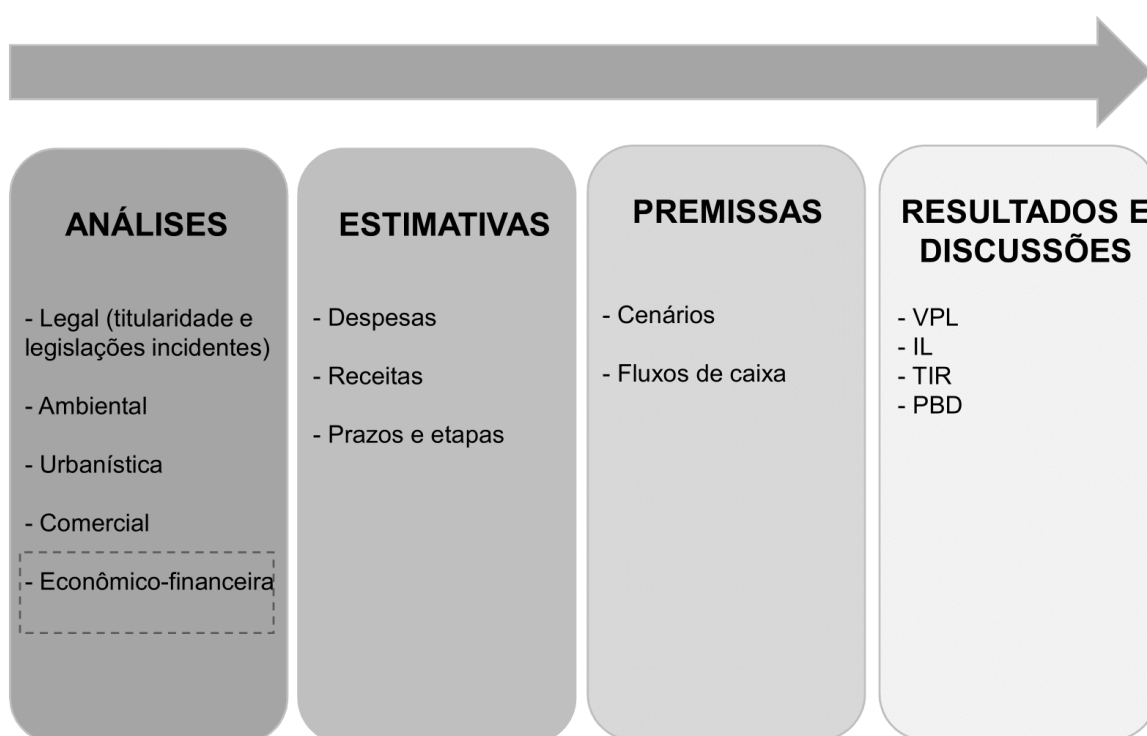 ANÁLISES
- Legal (titularidade e
legislações incidentes)
- Ambiental
- Urbanística
- Comercial
- Econômico-financeira
ESTIMATIVAS
- Despesas
- Receitas
- Prazos e etapas
PREMISSAS
- Cenários
- Fluxos de caixa
RESULTADOS E
DISCUSSÕES
- VPL
- IL
- TIR
- PBD